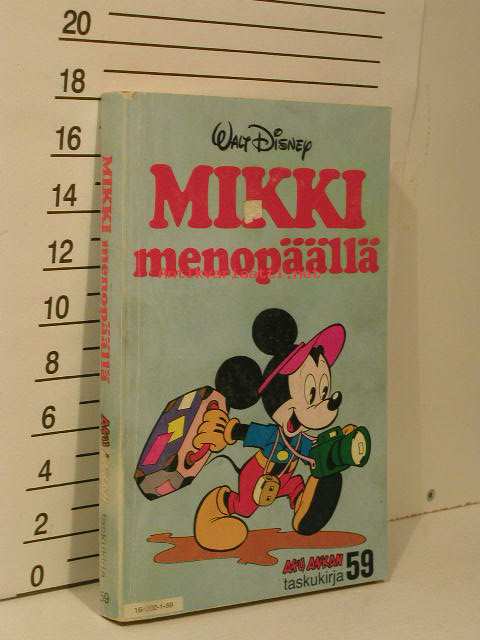 20
18
16
14
12
10
8
6
4
2
0
WALT DISNEY
MIKKI
menopäällä
AKU ANKAN
taskukirja 59
MIKKI menopäällä
taskukirja
59